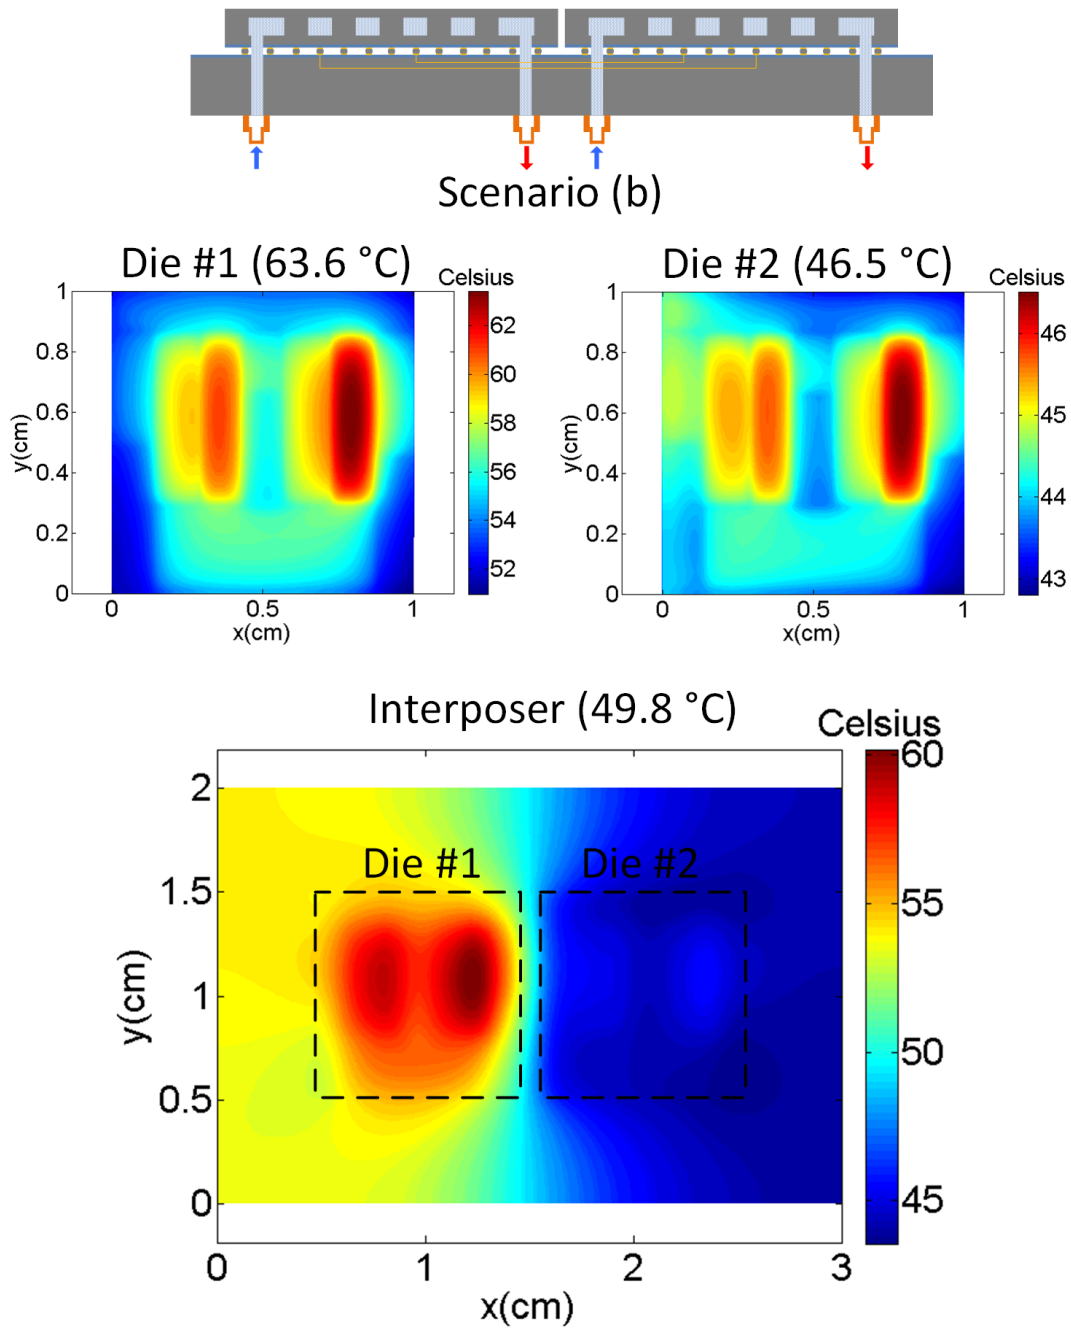 Scenario (b)
Die #1 (63.6 °C)
Celsius
1
0.8
0.6
0.4
0.2
0
y(cm)
0
0.5
1
x(cm)
62
60
58
56
54
52
Die #2 (46.5 °C)
Celsius
1
0.8
0.6
0.4
0.2
0
y(cm)
0
0.5
1
x(cm)
46
45
44
43
Interposer (49.8 °C)
Celsius
2
1.5
1
0.5
0
y(cm)
Die #1
Die #2
0
1
2
3
x(cm)
60
55
50
45